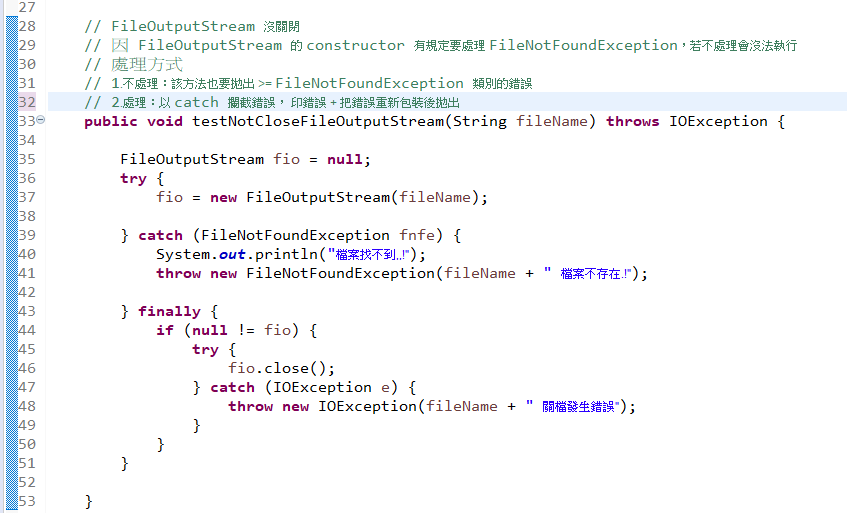 27
28 // FileOutputStream 沒關閉
29 // 因 FileOutputStream 的 constructor 有規定要處理 FileNotFoundException，若不處理會沒法執行
30 // 處理方式
31 // 1.不處理：該方法也要拋出 >= FileNotFoundException 類別的錯誤
32 // 2.處理：以 catch 攔截錯誤， 印錯誤 + 把錯誤重新包裝後拋出
33 public void testNotCloseFileOutputStream(String fileName) throws IOException {
34
35 FileOutputStream fio = null;
36 try {
37 fio = new FileOutputStream(fileName);
38
39 } catch (FileNotFoundException fnfe) {
40 System.out.println("檔案找不到..!");
41 throw new FileNotFoundException(fileName + " 檔案不存在.!");
42
43 } finally {
44 if (null != fio) {
45 try {
46 fio.close();
47 } catch (IOException e) {
48 throw new IOException(fileName + " 關檔發生錯誤");
49 }
50 }
51 }
52
53 }